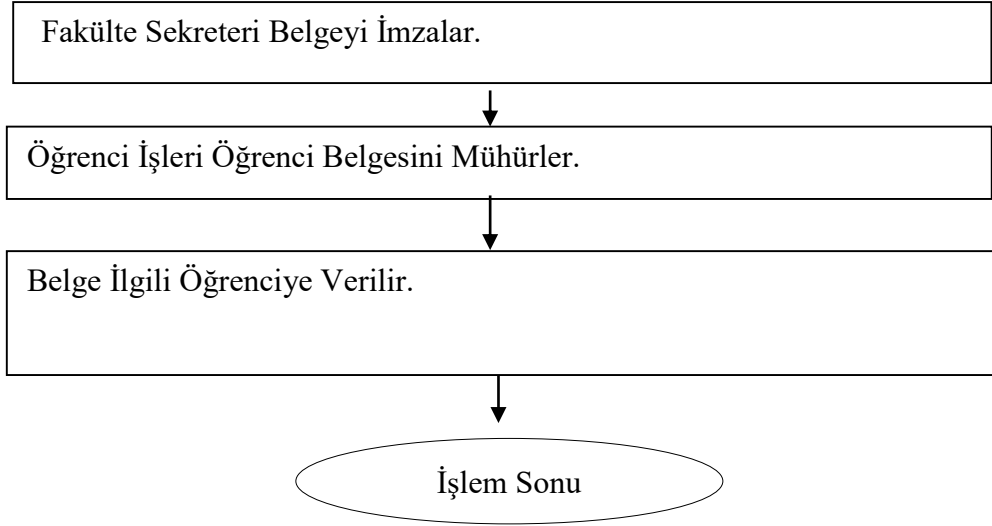 Fakülte Sekreteri Belgeyi İmzalar.
Öğrenci İşleri Öğrenci Belgesini Mühürler.
Belge İlgili Öğrenciye Verilir.
İşlem Sonu